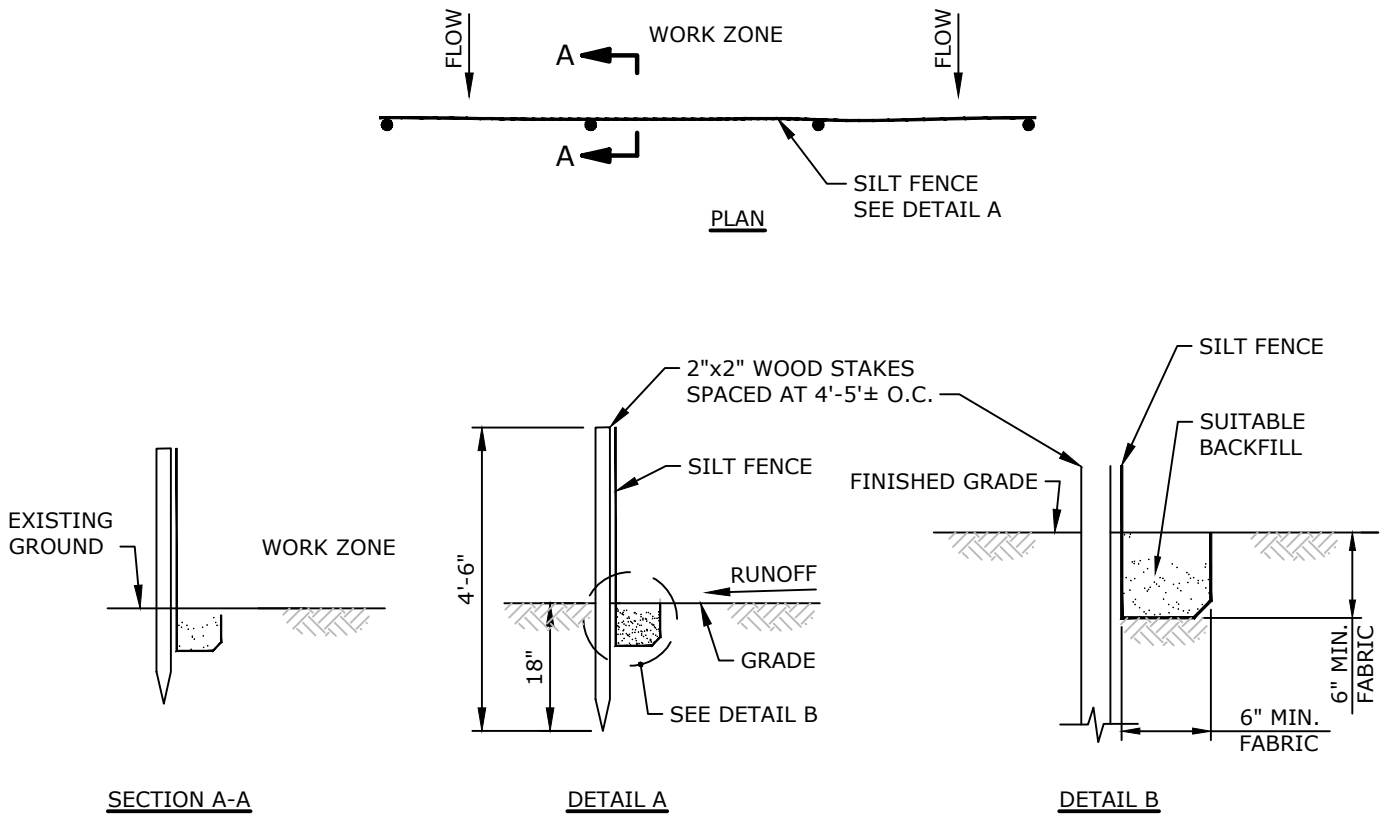 FLOW
A
WORK ZONE
FLOW
A
SILT FENCE
SEE DETAIL A
PLAN
EXISTING
GROUND
WORK ZONE
SECTION A-A
2"x2" WOOD STAKES
SPACED AT 4'-5'± O.C.
SILT FENCE
4'-6"
18"
RUNOFF
GRADE
SEE DETAIL B
DETAIL A
SILT FENCE
SUITABLE
BACKFILL
FINISHED GRADE
6" MIN.
FABRIC
6" MIN.
FABRIC
DETAIL B